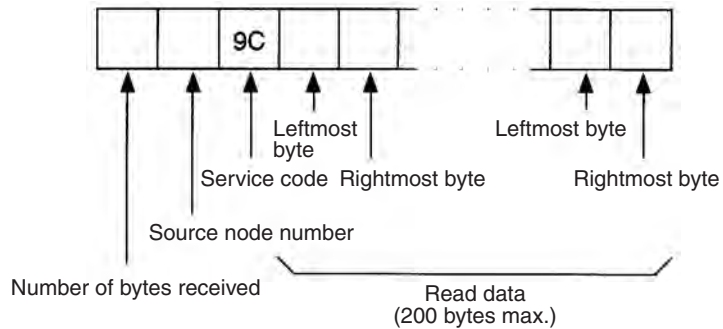 9C
Leftmost
byte
Leftmost byte
Service code
Rightmost byte
Rightmost byte
Source node number
Number of bytes received
Read data
(200 bytes max.)